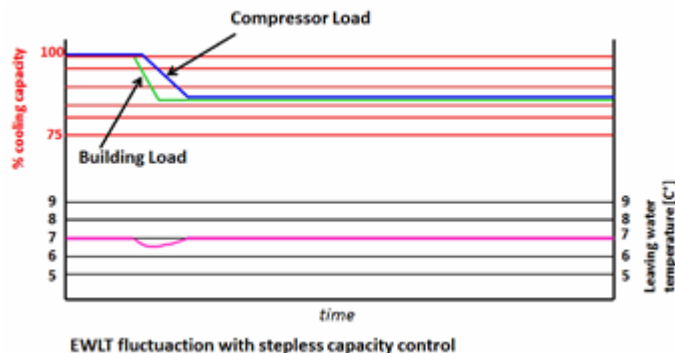 Compressor Load
100
% cooling capacity
75
Building Load
9
8
7
6
5
9
8
7
6
5
Leaving water
temperature [C°]
time
EWLT fluctuaction with stepless capacity control